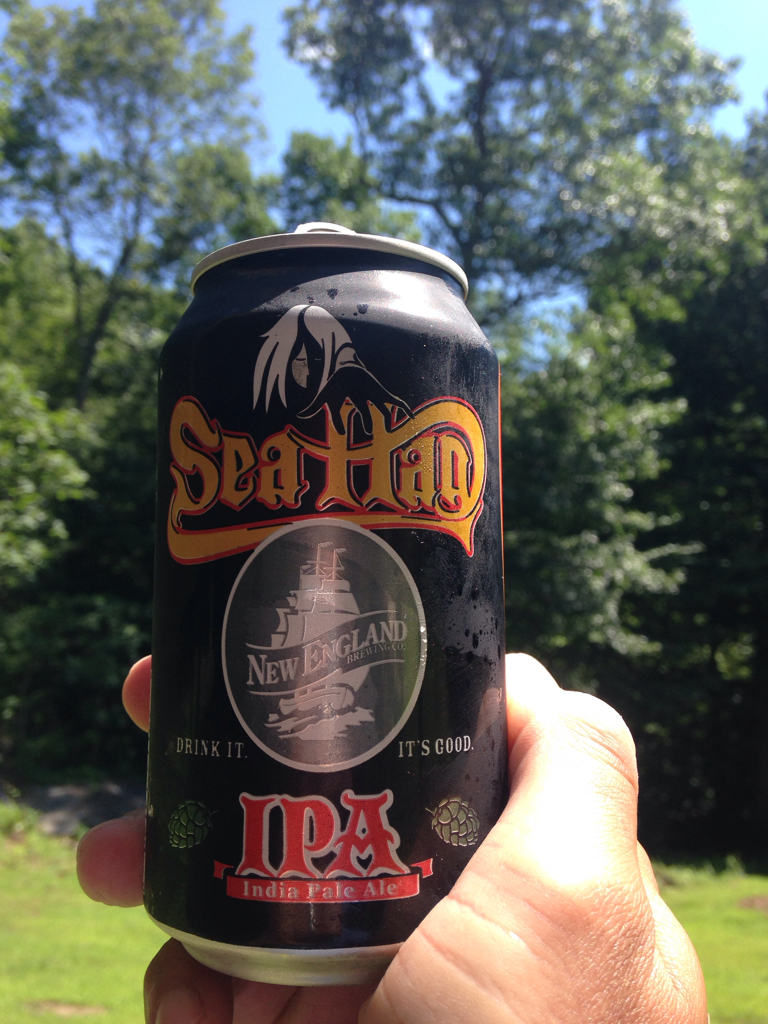 Sea Hag
NEW ENGLAND
BREWING CO.
DRINK IT. IT'S GOOD.
IPA
India Pale Ale